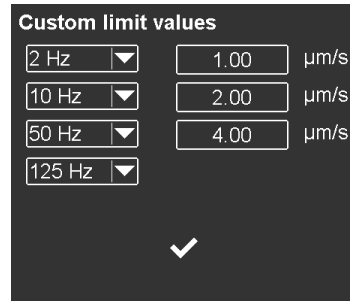 Custom limit values
2 Hz 1.00 µm/s
10 Hz 2.00 µm/s
50 Hz 4.00 µm/s
125 Hz